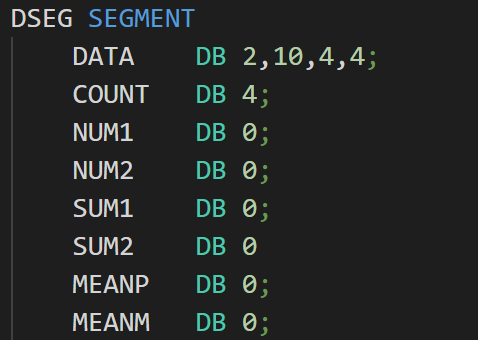 DSEG SEGMENT
DATA DB 2,10,4,4;
COUNT DB 4;
NUM1 DB 0;
NUM2 DB 0;
SUM1 DB 0;
SUM2 DB 0
MEANP DB 0;
MEANM DB 0;